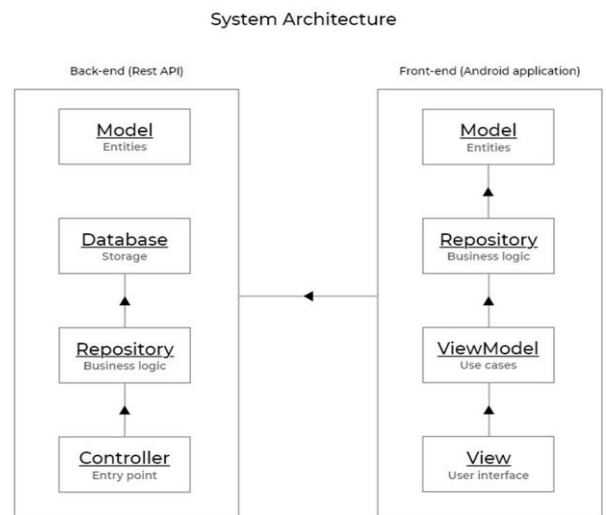 System Architecture
Back-end (Rest API)
Model
Entities
Database
Storage
Repository
Business logic
Controller
Entry point
Front-end (Android application)
Model
Entities
Repository
Business logic
ViewModel
Use cases
View
User interface